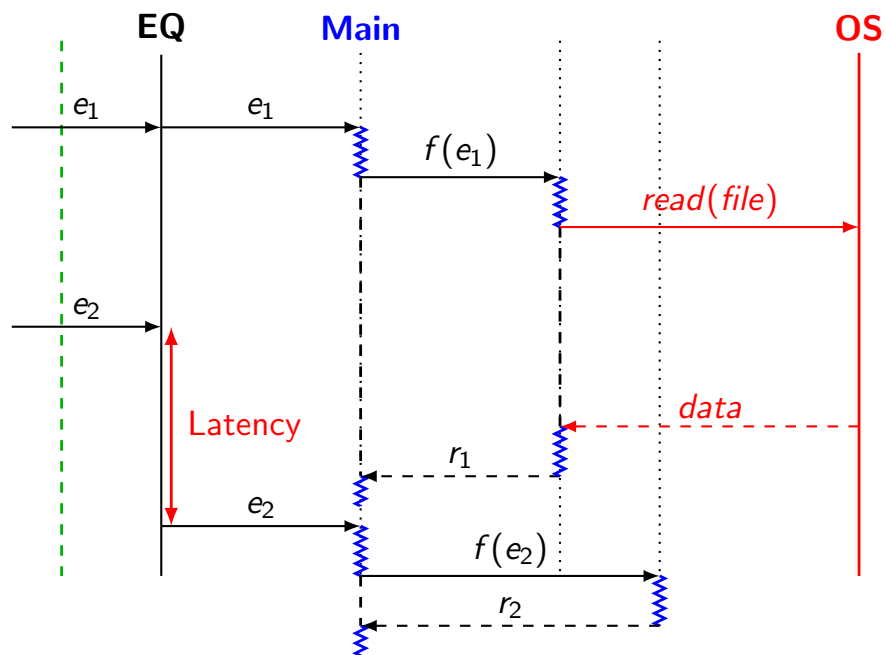 EQ
Main
OS
e₁
e₁
f(e₁)
read(file)
e₂
Latency
data
r₁
e₂
f(e₂)
r₂